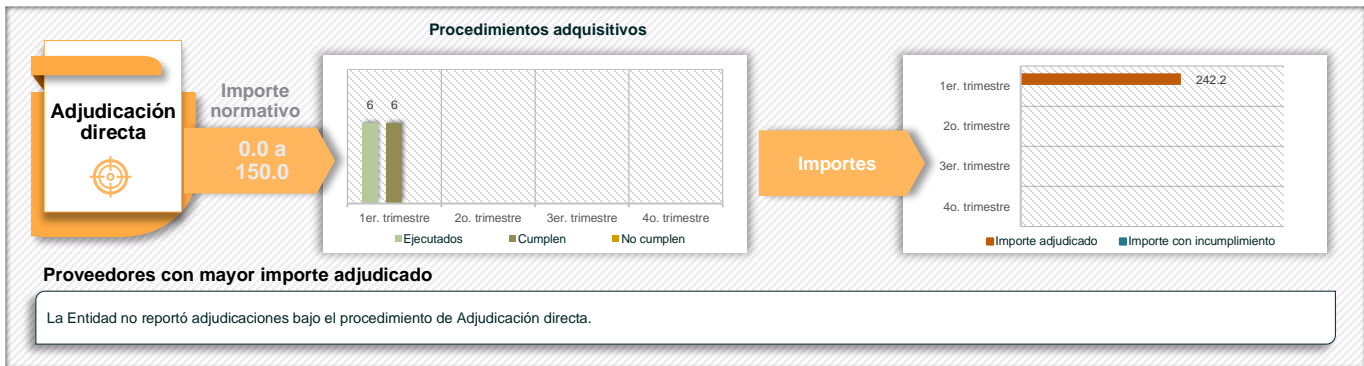 Procedimientos adquisitivos
Adjudicación
directa
Importe
normativo
0.0 a
150.0
6 6
1er. trimestre 2o. trimestre 3er. trimestre 4o. trimestre
Ejecutados Cumplen No cumplen
Importes
1er. trimestre 242.2
2o. trimestre
3er. trimestre
4o. trimestre
Importe adjudicado Importe con incumplimiento
Proveedores con mayor importe adjudicado
La Entidad no reportó adjudicaciones bajo el procedimiento de Adjudicación directa.